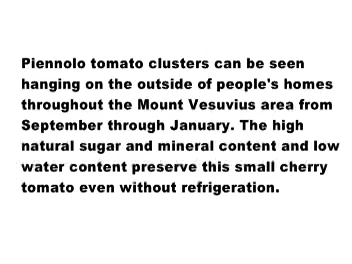 Piennolo tomato clusters can be seen
hanging on the outside of people's homes
throughout the Mount Vesuvius area from
September through January. The high
natural sugar and mineral content and low
water content preserve this small cherry
tomato even without refrigeration.